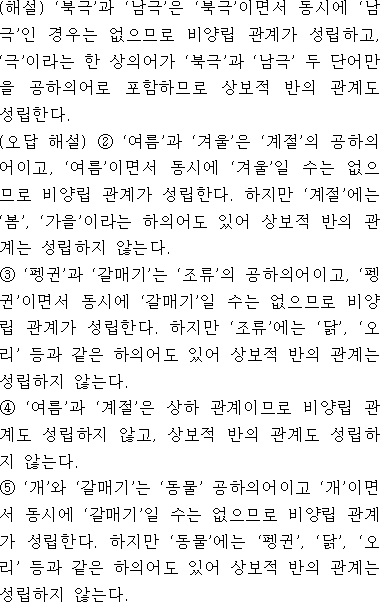 (해설) ‘북극’과 ‘남극’은 ‘북극’이면서 동시에 ‘남
극’인 경우는 없으므로 비양립 관계가 성립하고,
‘극’이라는 한 상의어가 ‘북극’과 ‘남극’ 두 단어만
을 공하의어로 포함하므로 상보적 반의 관계도
성립한다.
(오답 해설) ② ‘여름’과 ‘겨울’은 ‘계절’의 공하의
어이고, ‘여름’이면서 동시에 ‘겨울’일 수는 없으
므로 비양립 관계가 성립한다. 하지만 ‘계절’에는
‘봄’, ‘가을’이라는 하의어도 있어 상보적 반의 관
계는 성립하지 않는다.
③ ‘펭귄’과 ‘갈매기’는 ‘조류’의 공하의어이고, ‘펭
귄’이면서 동시에 ‘갈매기’일 수는 없으므로 비양
립 관계가 성립한다. 하지만 ‘조류’에는 ‘닭’, ‘오
리’ 등과 같은 하의어도 있어 상보적 반의 관계는
성립하지 않는다.
④ ‘여름’과 ‘계절’은 상하 관계이므로 비양립 관
계도 성립하지 않고, 상보적 반의 관계도 성립하
지 않는다.
⑤ ‘개’와 ‘갈매기’는 ‘동물’ 공하의어이고 ‘개’이면
서 동시에 ‘갈매기’일 수는 없으므로 비양립 관계
가 성립한다. 하지만 ‘동물’에는 ‘펭귄’, ‘닭’, ‘오
리’ 등과 같은 하의어도 있어 상보적 반의 관계는
성립하지 않는다.